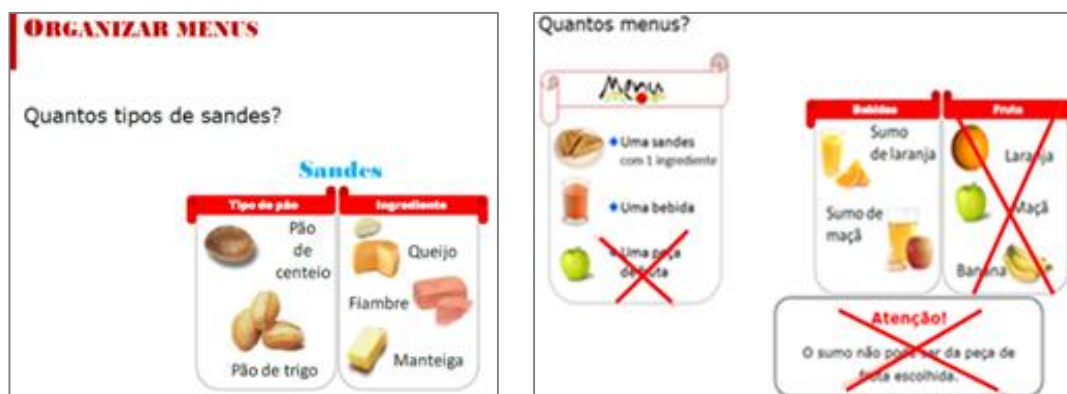 ORGANIZAR MENUS
Quantos tipos de sandes?
Sandes
Tipo de pão
Ingrediente
Pão
de
centeio
Pão de trigo
Queijo
Fiambre
Manteiga
Quantos menus?
Menu
Uma sandes
com 1 ingrediente
Uma bebida
Uma peça
de fruta
Bebidas
Fruta
Sumo
de laranja
Sumo de
maçã
Laranja
Maçã
Banana
Atenção!
O sumo não pode ser da peça de
fruta escolhida.